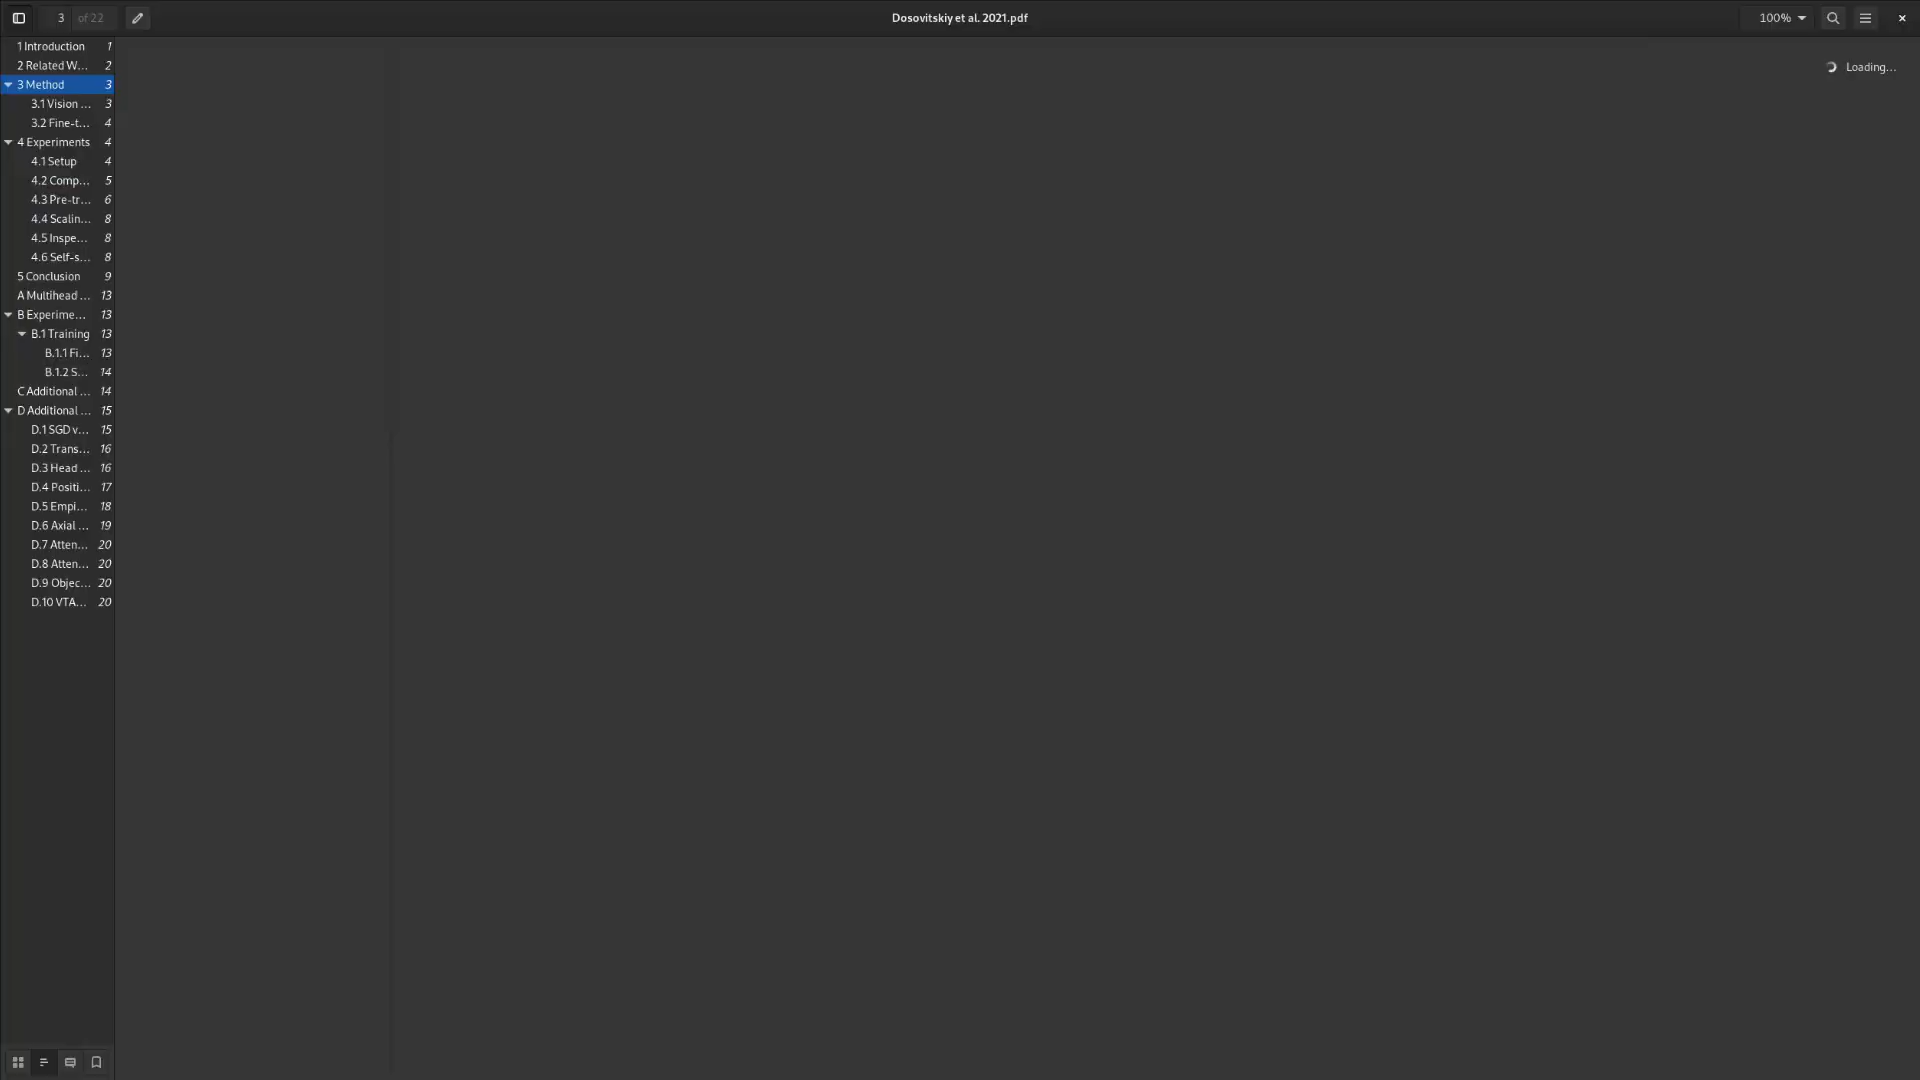 3 of 22
Dosovitskiy et al. 2021.pdf
100%
Loading...
1 Introduction 1
2 Related W... 2
3 Method 3
3.1 Vision ... 3
3.2 Fine-t... 4
4 Experiments 4
4.1 Setup 4
4.2 Comp... 5
4.3 Pre-tr... 6
4.4 Scalin... 8
4.5 Inspe... 8
4.6 Self-s... 8
5 Conclusion 9
A Multihead ... 13
B Experime... 13
B.1 Training 13
B.1.1 Fi... 13
B.1.2 S... 14
C Additional ... 14
D Additional ... 15
D.1 SGD v... 15
D.2 Trans... 16
D.3 Head ... 16
D.4 Positi... 17
D.5 Empi... 18
D.6 Axial ... 19
D.7 Atten... 20
D.8 Atten... 20
D.9 Objec... 20
D.10 VTA... 20